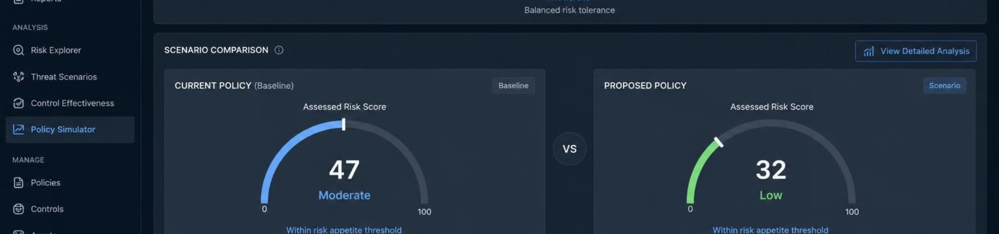 Reports
ANALYSIS
Risk Explorer
Threat Scenarios
Control Effectiveness
Policy Simulator
MANAGE
Policies
Controls
Balanced risk tolerance
SCENARIO COMPARISON
View Detailed Analysis
CURRENT POLICY (Baseline)
Baseline
Assessed Risk Score
47
Moderate
0
100
Within risk appetite threshold
VS
PROPOSED POLICY
Scenario
Assessed Risk Score
32
Low
0
100
Within risk appetite threshold